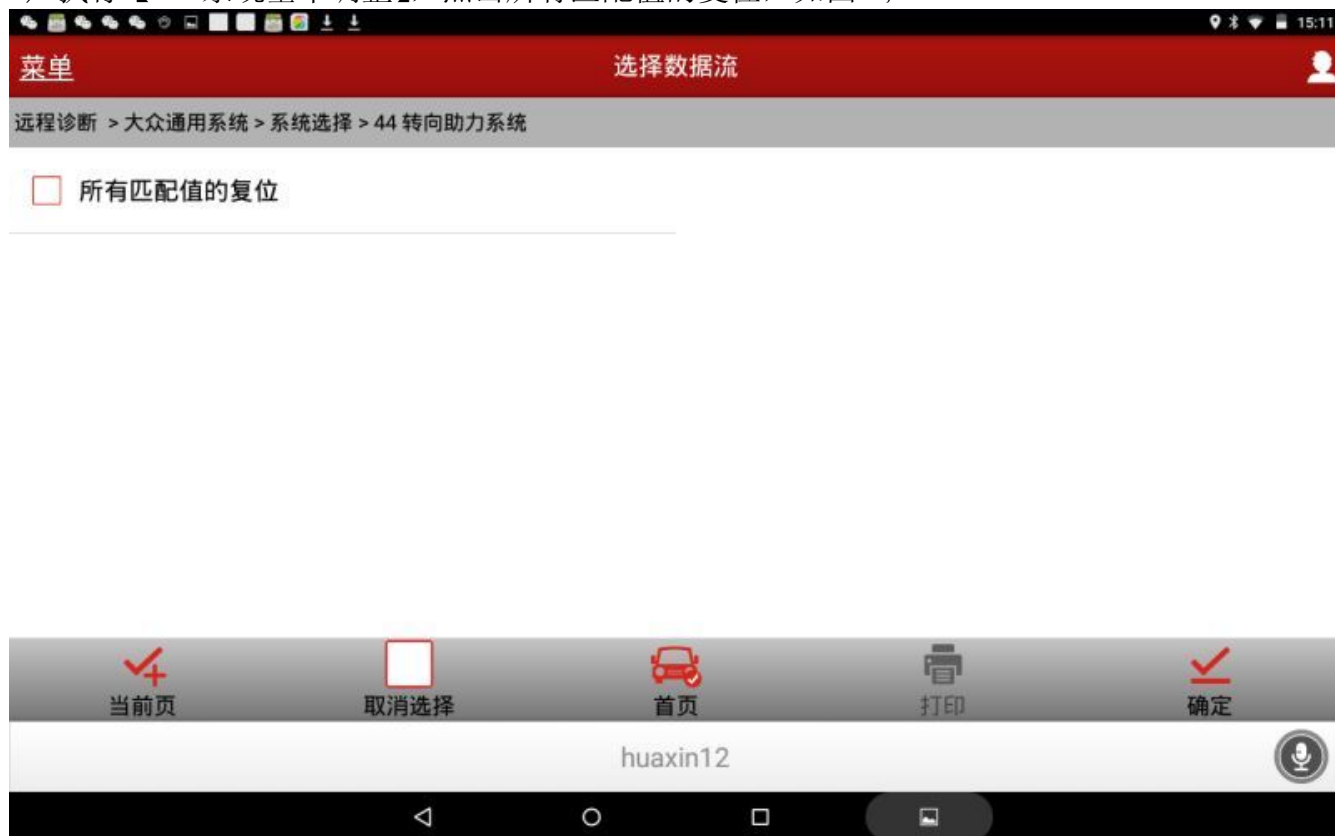 15:11
菜单
选择数据流
远程诊断 > 大众通用系统 > 系统选择 > 44 转向助力系统
所有匹配值的复位
当前页
取消选择
首页
打印
确定
huaxin12